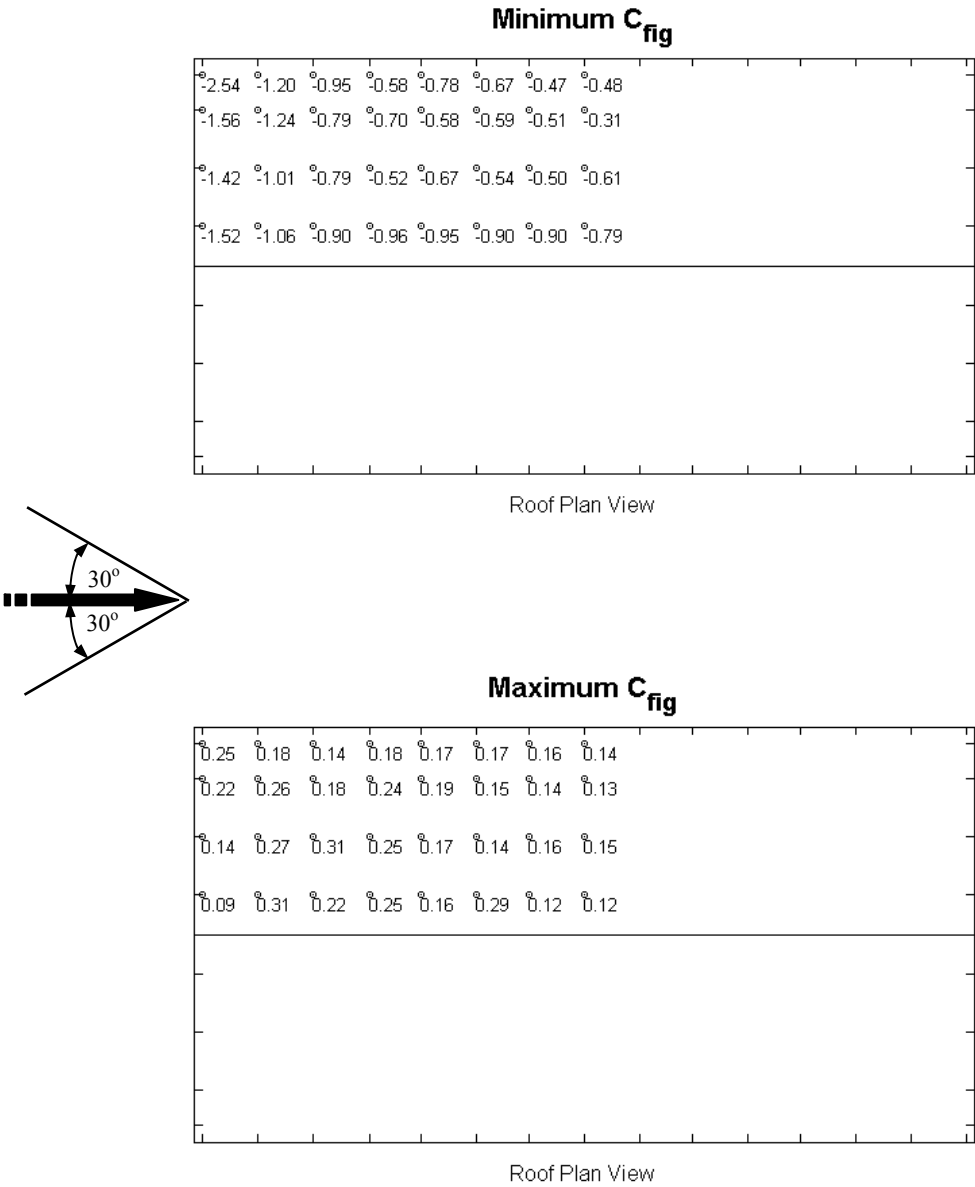 Minimum Cfig
-2.54 -1.20 -0.95 -0.58 -0.78 -0.67 -0.47 -0.48
-1.56 -1.24 -0.79 -0.70 -0.58 -0.59 -0.51 -0.31
-1.42 -1.01 -0.79 -0.52 -0.67 -0.54 -0.50 -0.61
-1.52 -1.06 -0.90 -0.96 -0.95 -0.90 -0.90 -0.79
Roof Plan View
30º
30º
Maximum Cfig
0.25 0.18 0.14 0.18 0.17 0.17 0.16 0.14
0.22 0.26 0.18 0.24 0.19 0.15 0.14 0.13
0.14 0.27 0.31 0.25 0.17 0.14 0.16 0.15
0.09 0.31 0.22 0.25 0.16 0.29 0.12 0.12
Roof Plan View